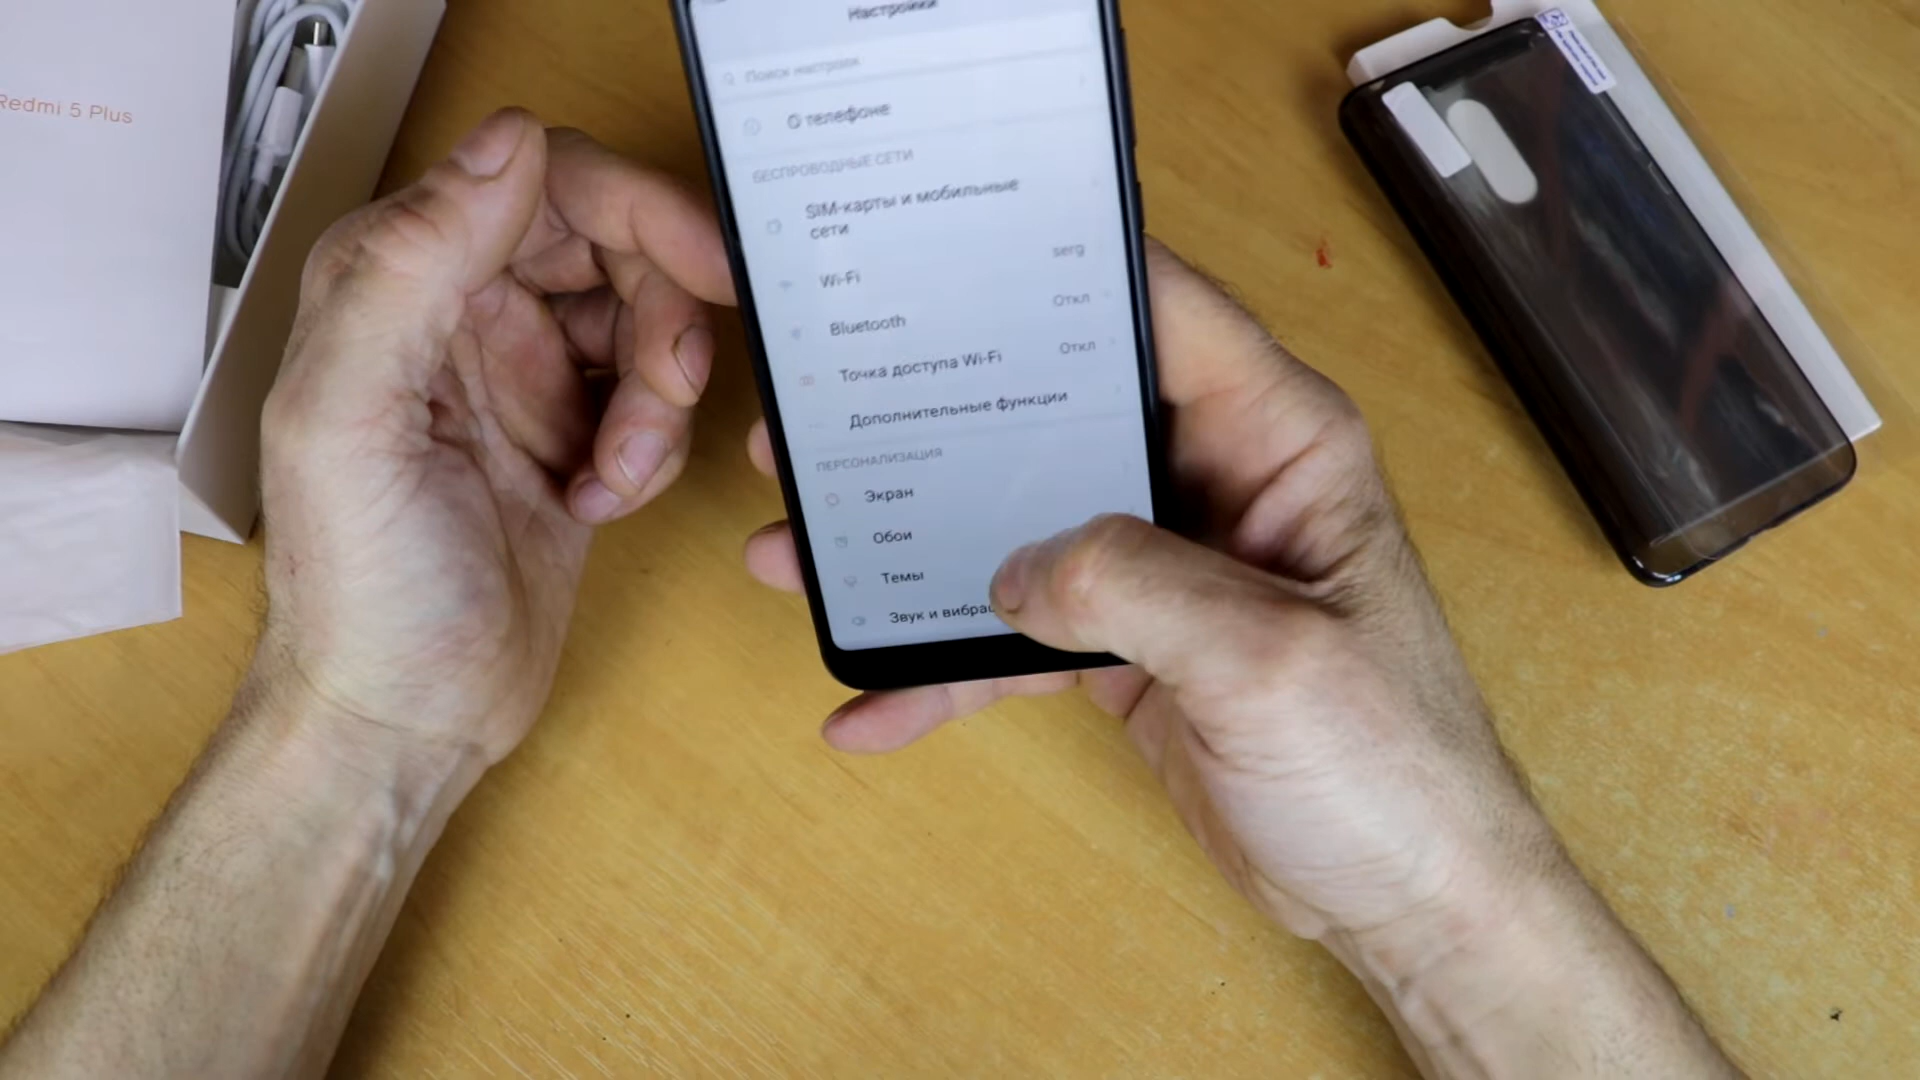 Redmi 5 Plus
Настройки
Поиск настроек
О телефоне
БЕСПРОВОДНЫЕ СЕТИ
SIM-карты и мобильные
сети
Wi-Fi serg
Bluetooth Откл
Точка доступа Wi-Fi Откл
Дополнительные функции
ПЕРСОНАЛИЗАЦИЯ
Экран
Обои
Темы
Звук и вибрац